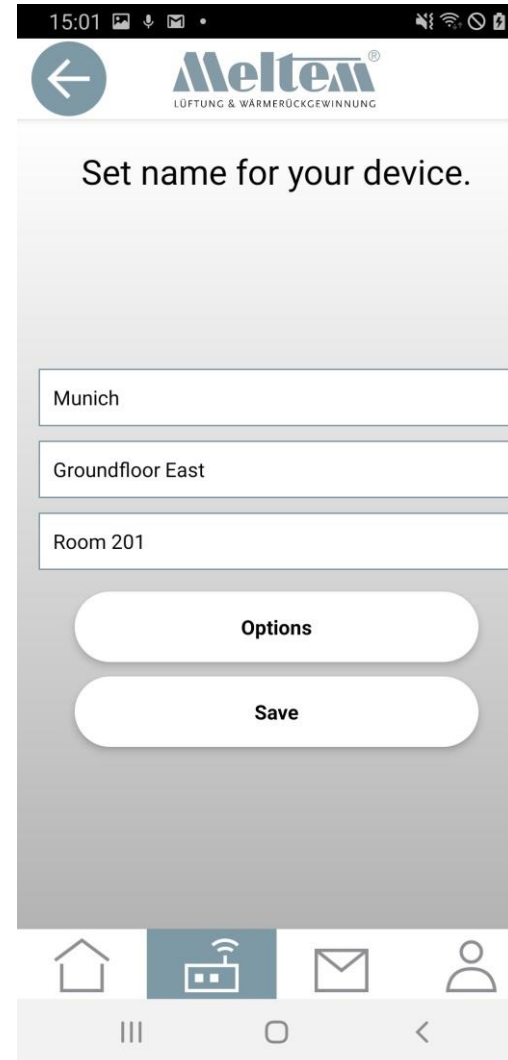 15:01
Meltem®
LÜFTUNG & WÄRMERÜCKGEWINNUNG
Set name for your device.
Munich
Groundfloor East
Room 201
Options
Save